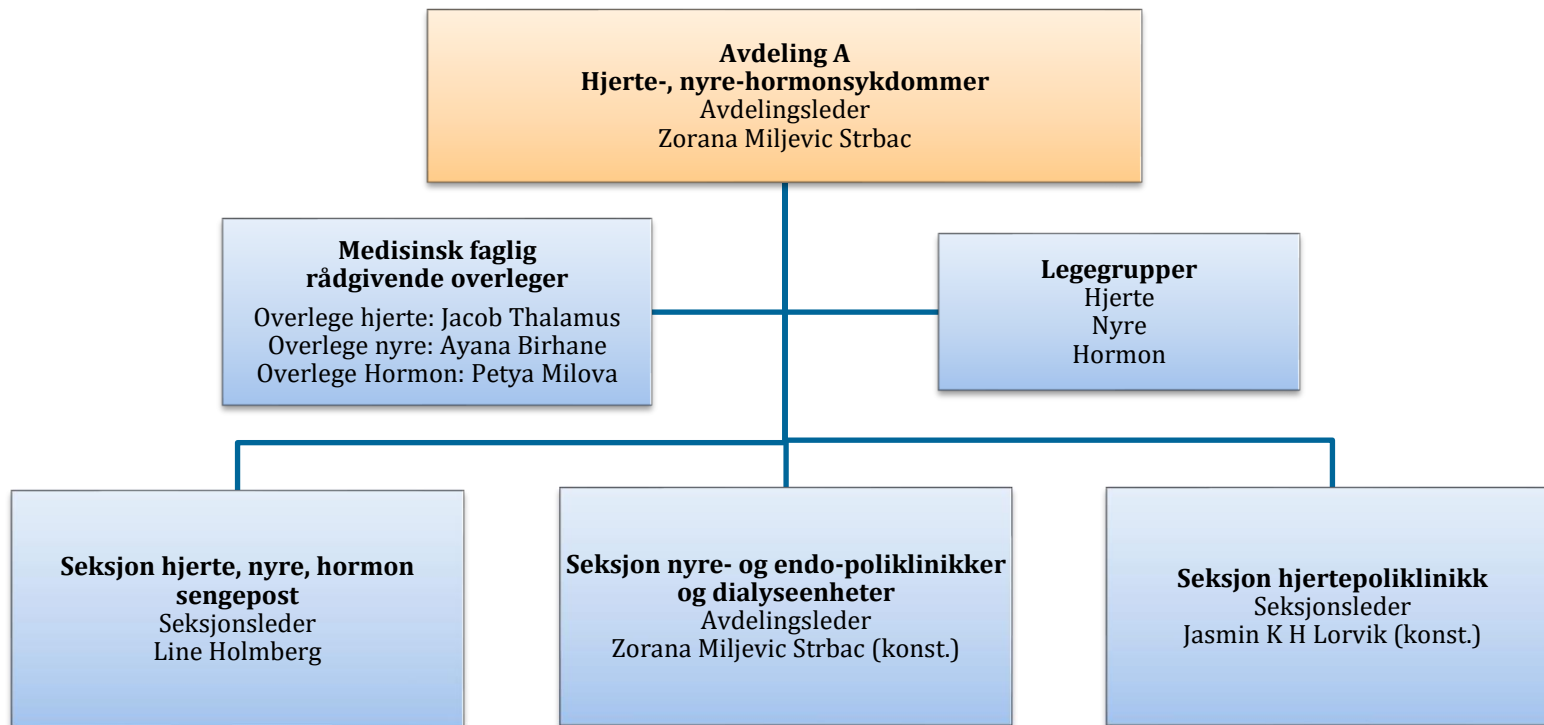 Avdeling A
Hjerte-, nyre-hormonsykdommer
Avdelingsleder
Zorana Miljevic Strbac
Medisinsk faglig
rådgivende overleger
Overlege hjerte: Jacob Thalamus
Overlege nyre: Ayana Birhane
Overlege Hormon: Petya Milova
Legegrupper
Hjerte
Nyre
Hormon
Seksjon hjerte, nyre, hormon
sengepost
Seksjonsleder
Line Holmberg
Seksjon nyre- og endo-poliklinikker
og dialyseenheter
Avdelingsleder
Zorana Miljevic Strbac (konst.)
Seksjon hjertepoliklinikk
Seksjonsleder
Jasmin K H Lorvik (konst.)